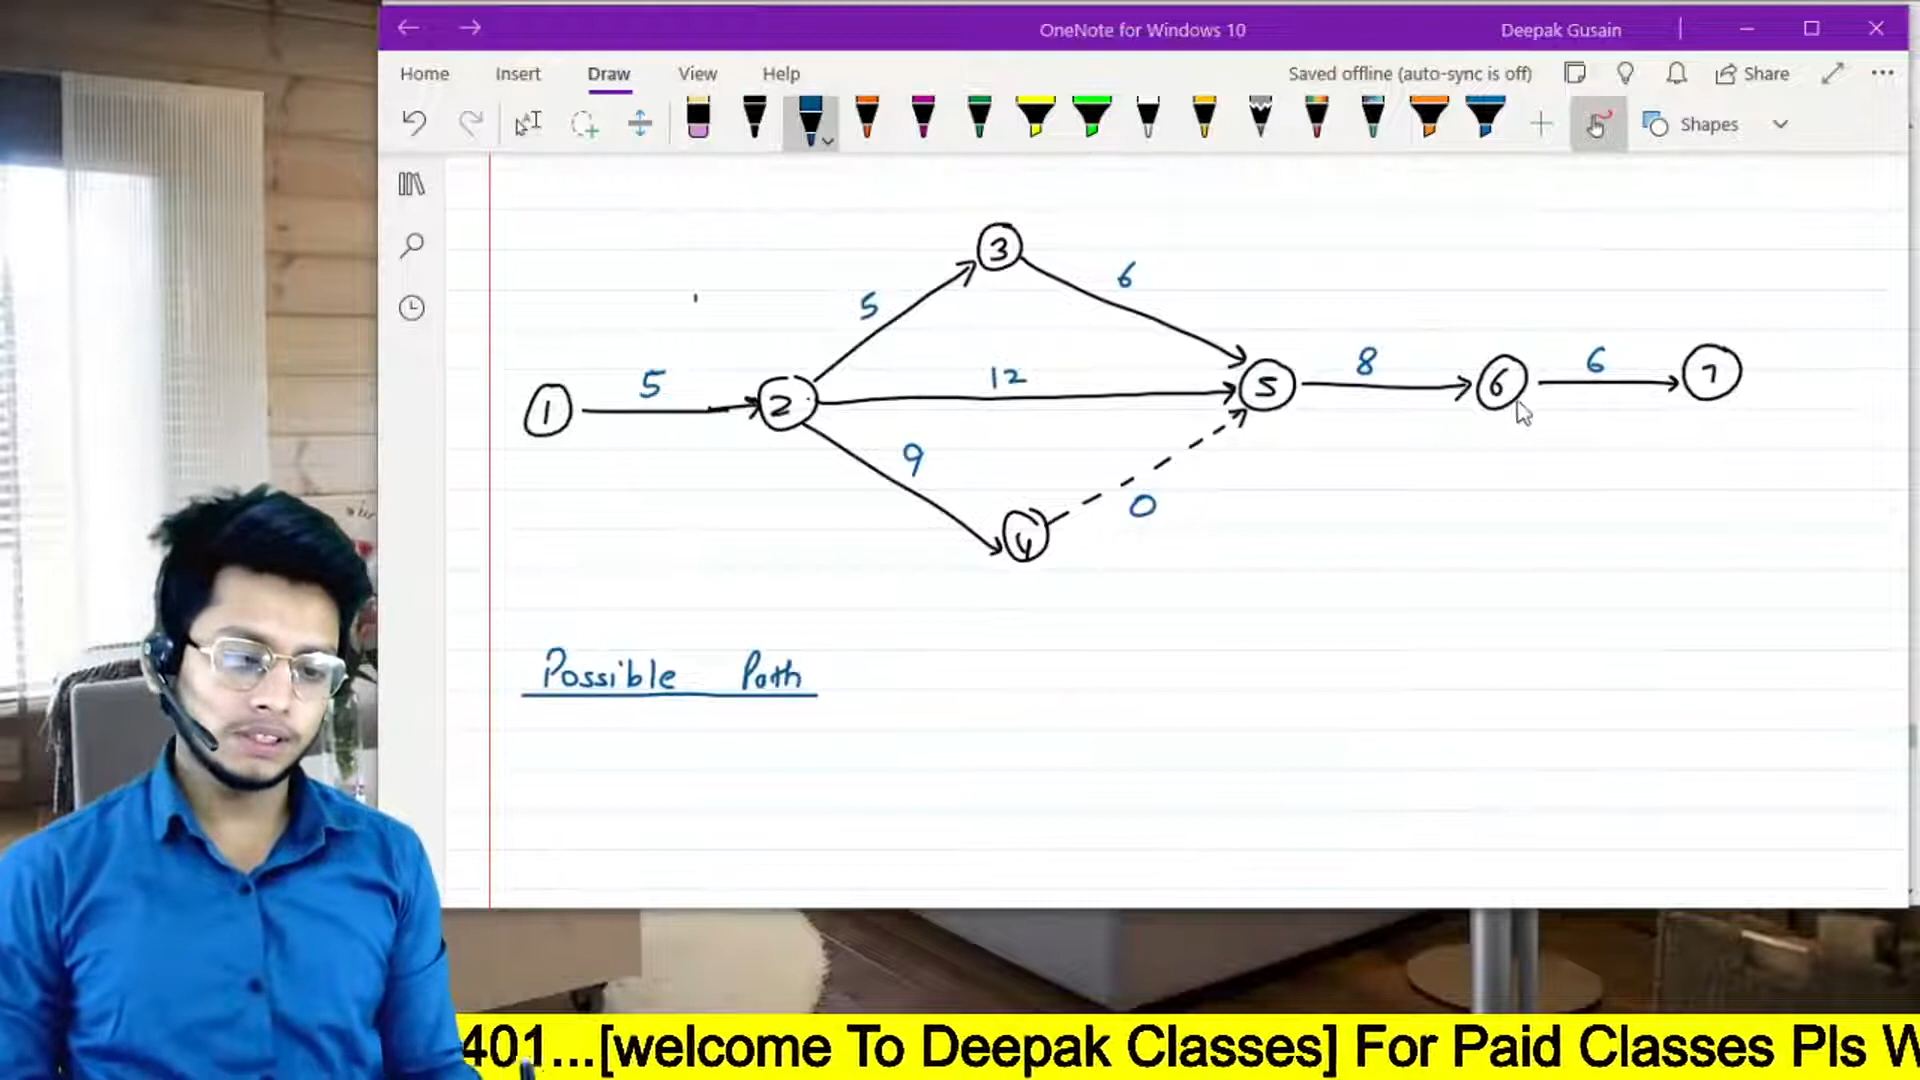 OneNote for Windows 10
Deepak Gusain
Home Insert Draw View Help
Saved offline (auto-sync is off)
Share
Shapes
3
5
6
5
12
8
6
1
2
5
6
7
9
0
4
Possible Path
401...[welcome To Deepak Classes] For Paid Classes Pls W